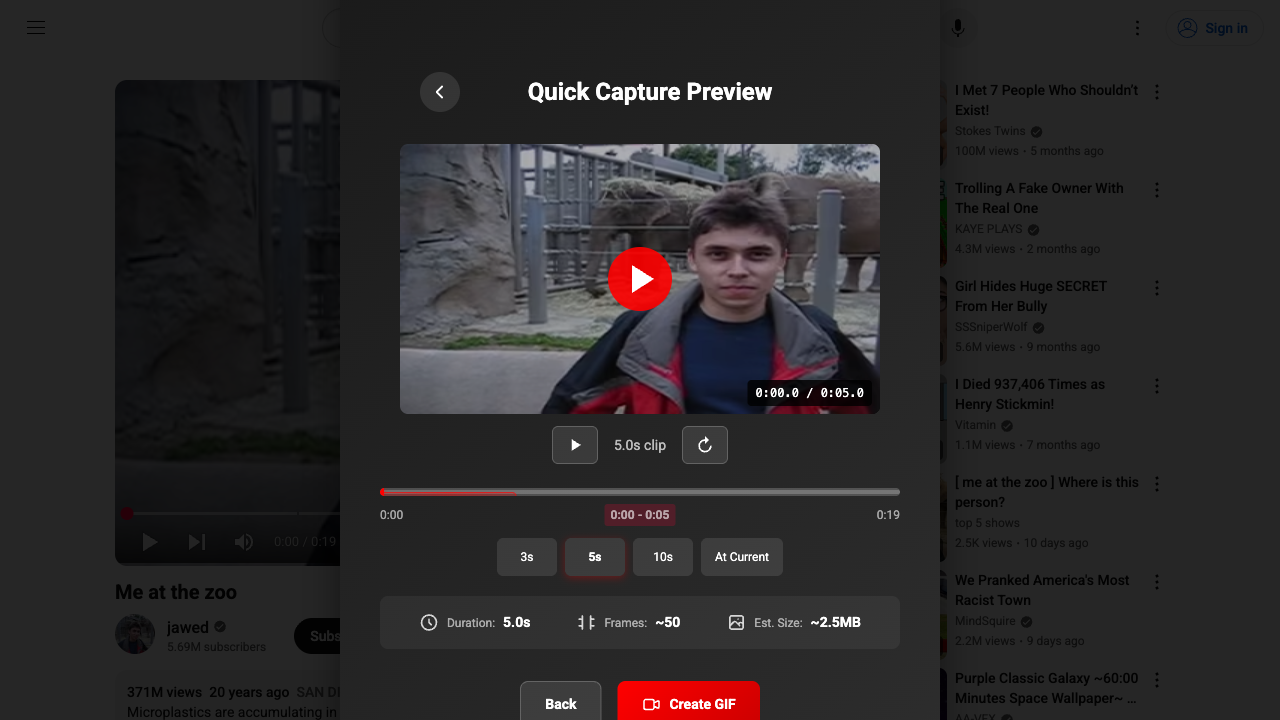 Sign in
Quick Capture Preview
0:00.0 / 0:05.0
5.0s clip
0:00
0:00 - 0:05
0:19
3s
5s
10s
At Current
Duration: 5.0s
Frames: ~50
Est. Size: ~2.5MB
Back
Create GIF
0:00 / 0:19
Me at the zoo
jawed
5.69M subscribers
Subs
371M views 20 years ago SAN DI
Microplastics are accumulating in
I Met 7 People Who Shouldn't
Exist!
Stokes Twins
100M views • 5 months ago
Trolling A Fake Owner With
The Real One
KAYE PLAYS
4.3M views • 2 months ago
Girl Hides Huge SECRET
From Her Bully
SSSniperWolf
5.6M views • 9 months ago
I Died 937,406 Times as
Henry Stickmin!
Vitamin
1.1M views • 7 months ago
[ me at the zoo ] Where is this
person?
top 5 shows
2.5K views • 10 days ago
We Pranked America's Most
Racist Town
MindSquire
2.2M views • 9 days ago
Purple Classic Galaxy ~60:00
Minutes Space Wallpaper~ ...
AA-VFX